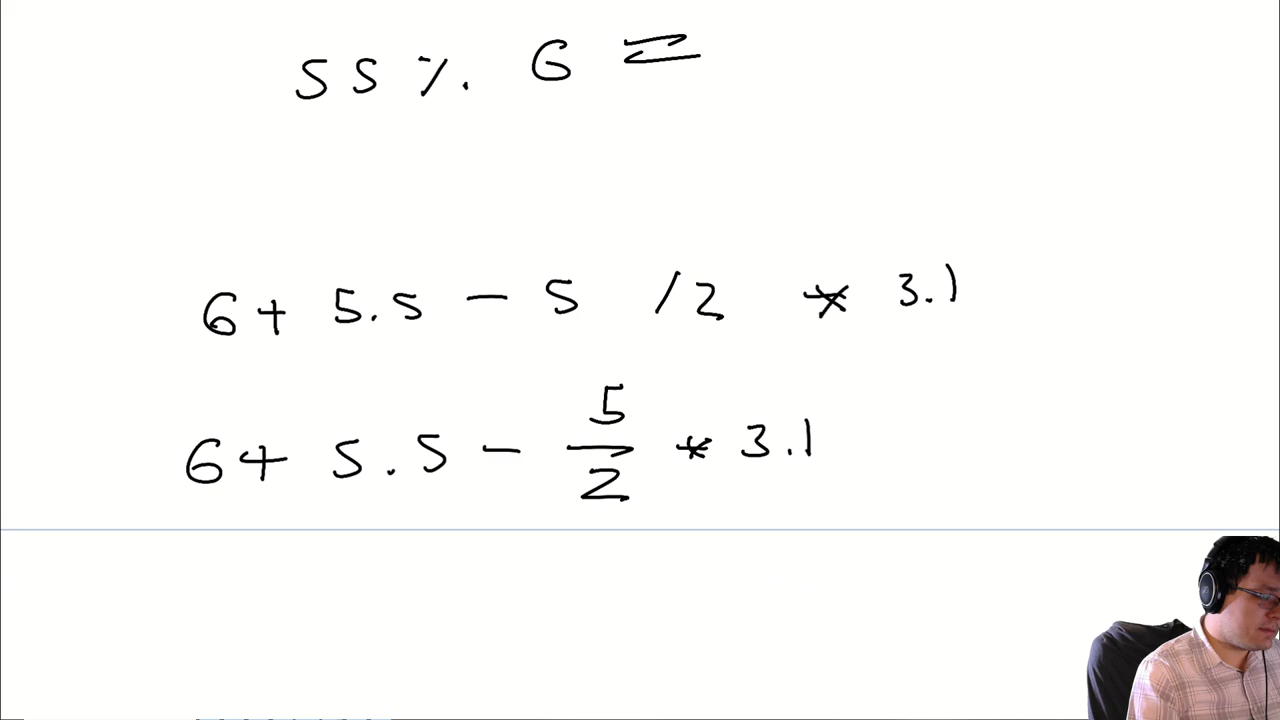 55 % 6 =
6 + 5.5 - 5 / 2 * 3.1
6 + 5.5 - 5/2 * 3.1